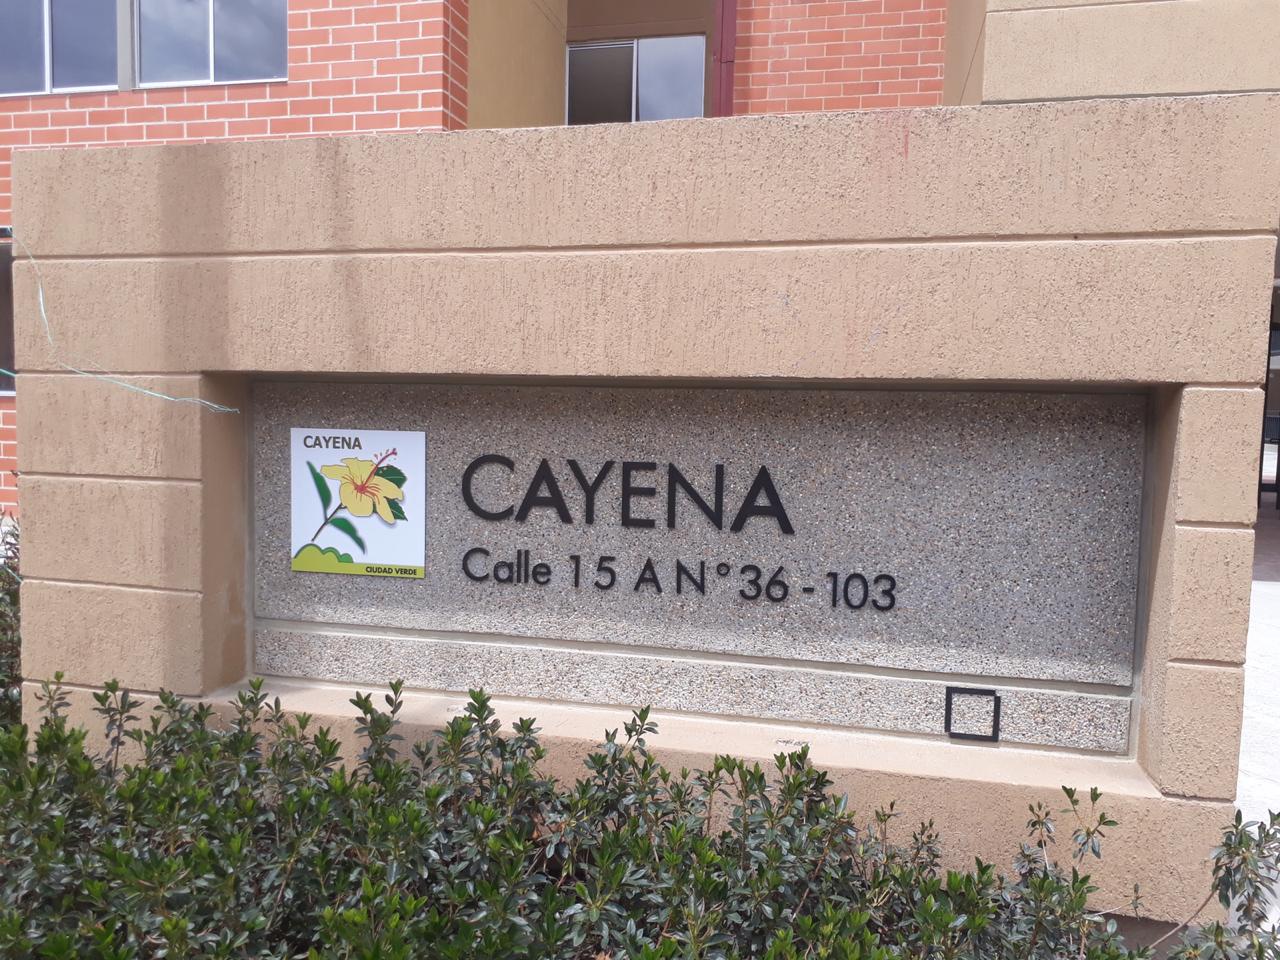 CAYENA
CIUDAD VERDE
CAYENA
Calle 15 A N° 36 - 103